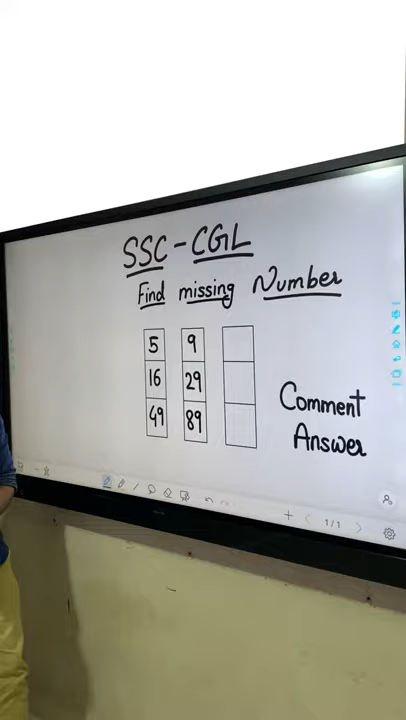 SSC - CGL
Find missing Number
5 9
16 29
49 89
Comment
Answer
1/1